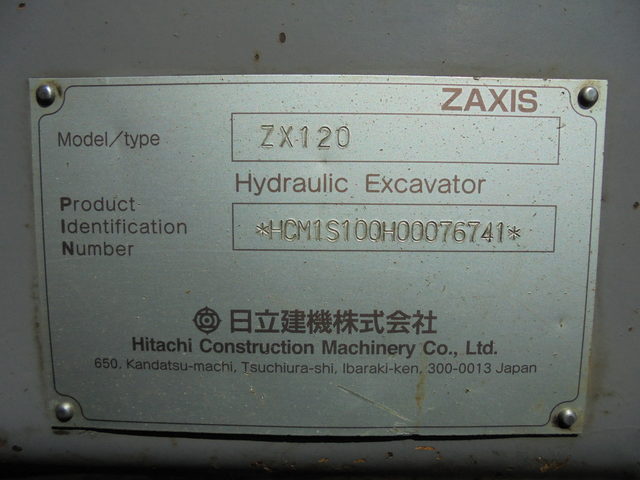 ZAXIS
Model/type ZX120
Hydraulic Excavator
Product
Identification *HCM1S100H00076741*
Number
日立建機株式会社
Hitachi Construction Machinery Co., Ltd.
650, Kandatsu-machi, Tsuchiura-shi, Ibaraki-ken, 300-0013 Japan